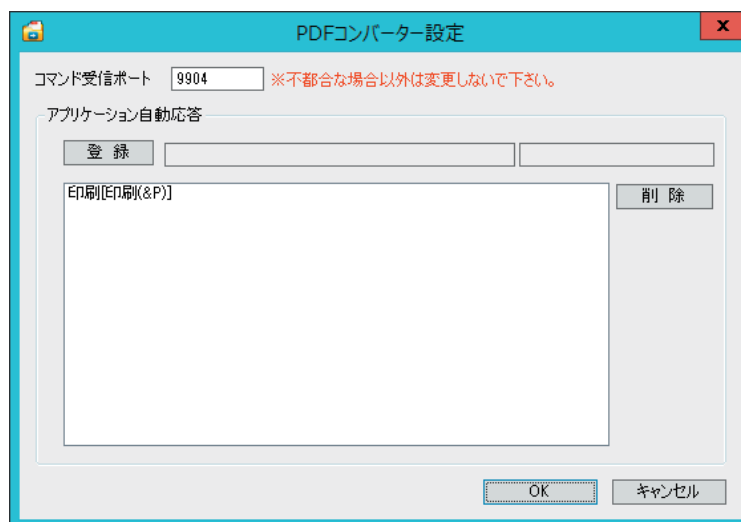 PDFコンバーター設定
x
コマンド受信ポート 9904 ※不都合な場合以外は変更しないで下さい。
アプリケーション自動応答
登 録
印刷[印刷(&P)]
削 除
OK キャンセル